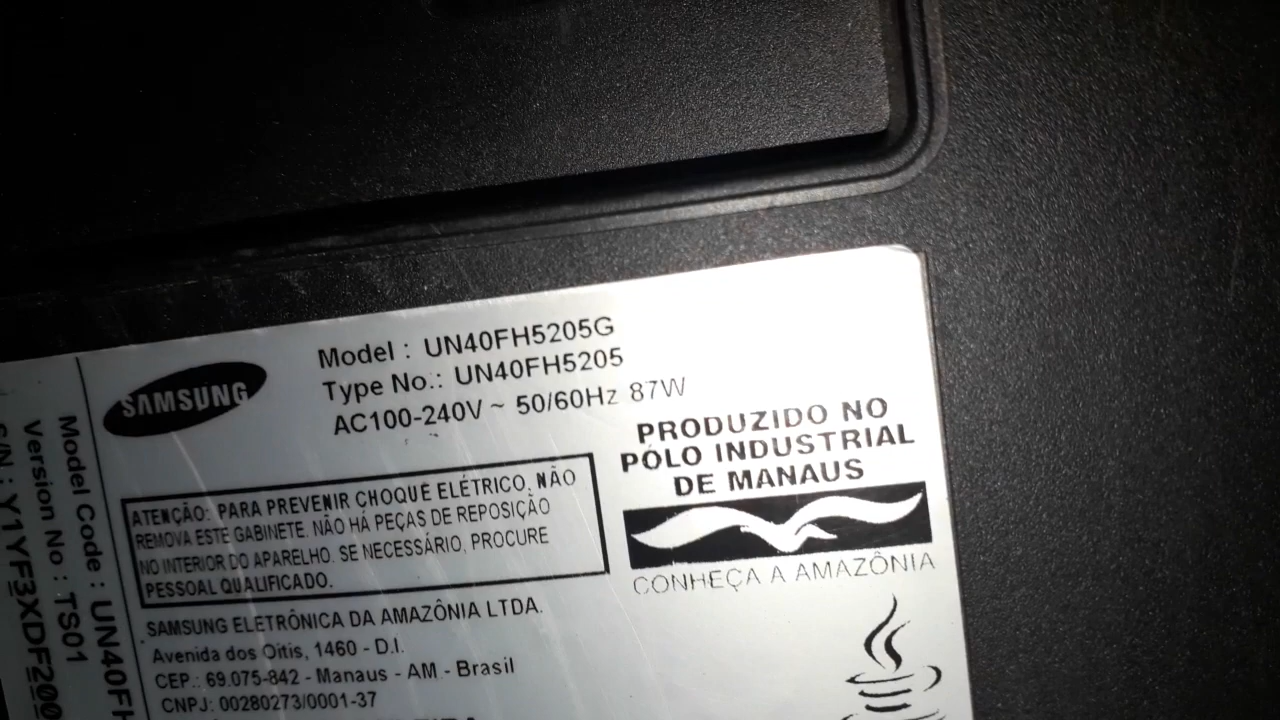 SAMSUNG
Model : UN40FH5205G
Type No.: UN40FH5205
AC100-240V ~ 50/60Hz 87W
PRODUZIDO NO
PÓLO INDUSTRIAL
DE MANAUS
CONHEÇA A AMAZÔNIA
ATENÇÃO: PARA PREVENIR CHOQUE ELÉTRICO, NÃO
REMOVA ESTE GABINETE. NÃO HÁ PEÇAS DE REPOSIÇÃO
NO INTERIOR DO APARELHO. SE NECESSÁRIO, PROCURE
PESSOAL QUALIFICADO.
SAMSUNG ELETRÔNICA DA AMAZÔNIA LTDA.
Avenida dos Oitis, 1460 - D.I.
CEP.: 69.075-842 - Manaus - AM - Brasil
CNPJ: 00280273/0001-37
Model Code : UN40FH
Version No : TS01
S/N : Y1YF3XDF200